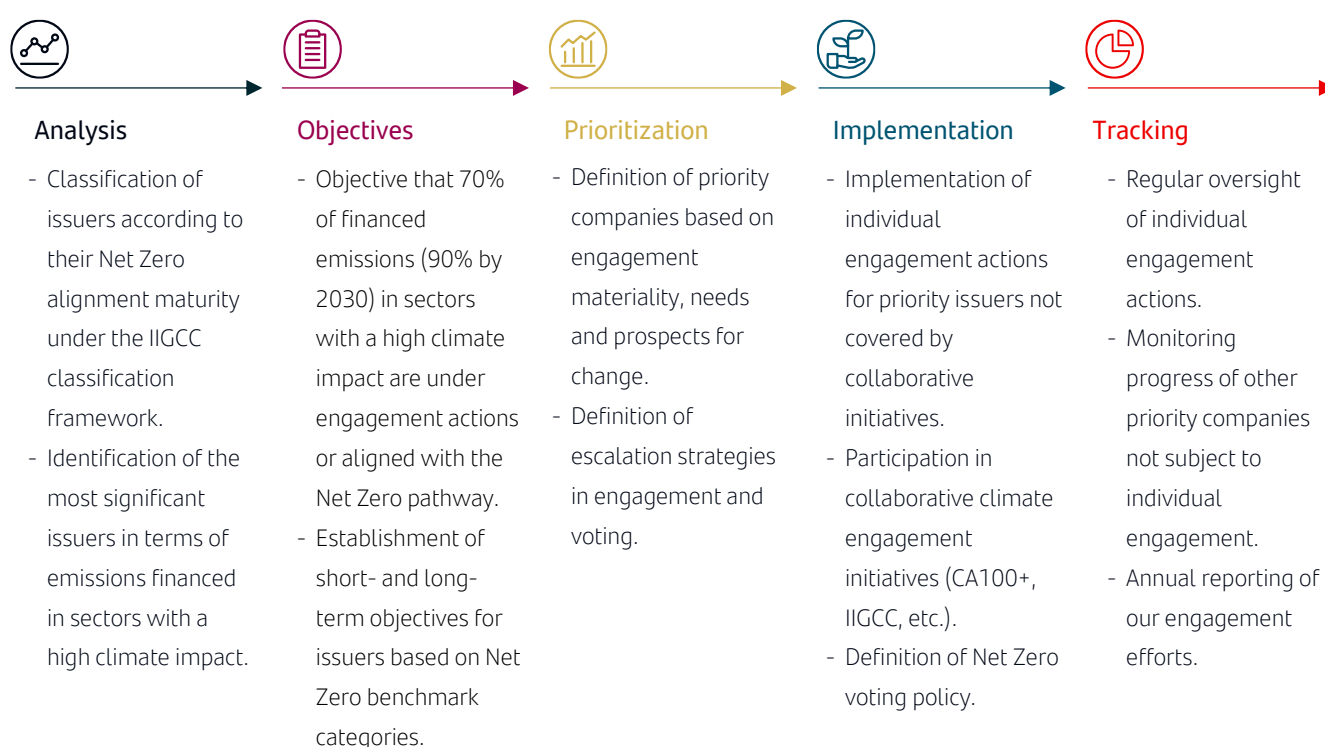 Analysis
- Classification of
issuers according to
their Net Zero
alignment maturity
under the IIGCC
classification
framework.
- Identification of the
most significant
issuers in terms of
emissions financed
in sectors with a
high climate impact.
Objectives
- Objective that 70%
of financed
emissions (90% by
2030) in sectors
with a high climate
impact are under
engagement actions
or aligned with the
Net Zero pathway.
- Establishment of
short- and long-
term objectives for
issuers based on Net
Zero benchmark
categories.
Prioritization
- Definition of priority
companies based on
engagement
materiality, needs
and prospects for
change.
- Definition of
escalation strategies
in engagement and
voting.
Implementation
- Implementation of
individual
engagement actions
for priority issuers not
covered by
collaborative
initiatives.
- Participation in
collaborative climate
engagement
initiatives (CA100+,
IIGCC, etc.).
- Definition of Net Zero
voting policy.
Tracking
- Regular oversight
of individual
engagement
actions.
- Monitoring
progress of other
priority companies
not subject to
individual
engagement.
- Annual reporting of
our engagement
efforts.